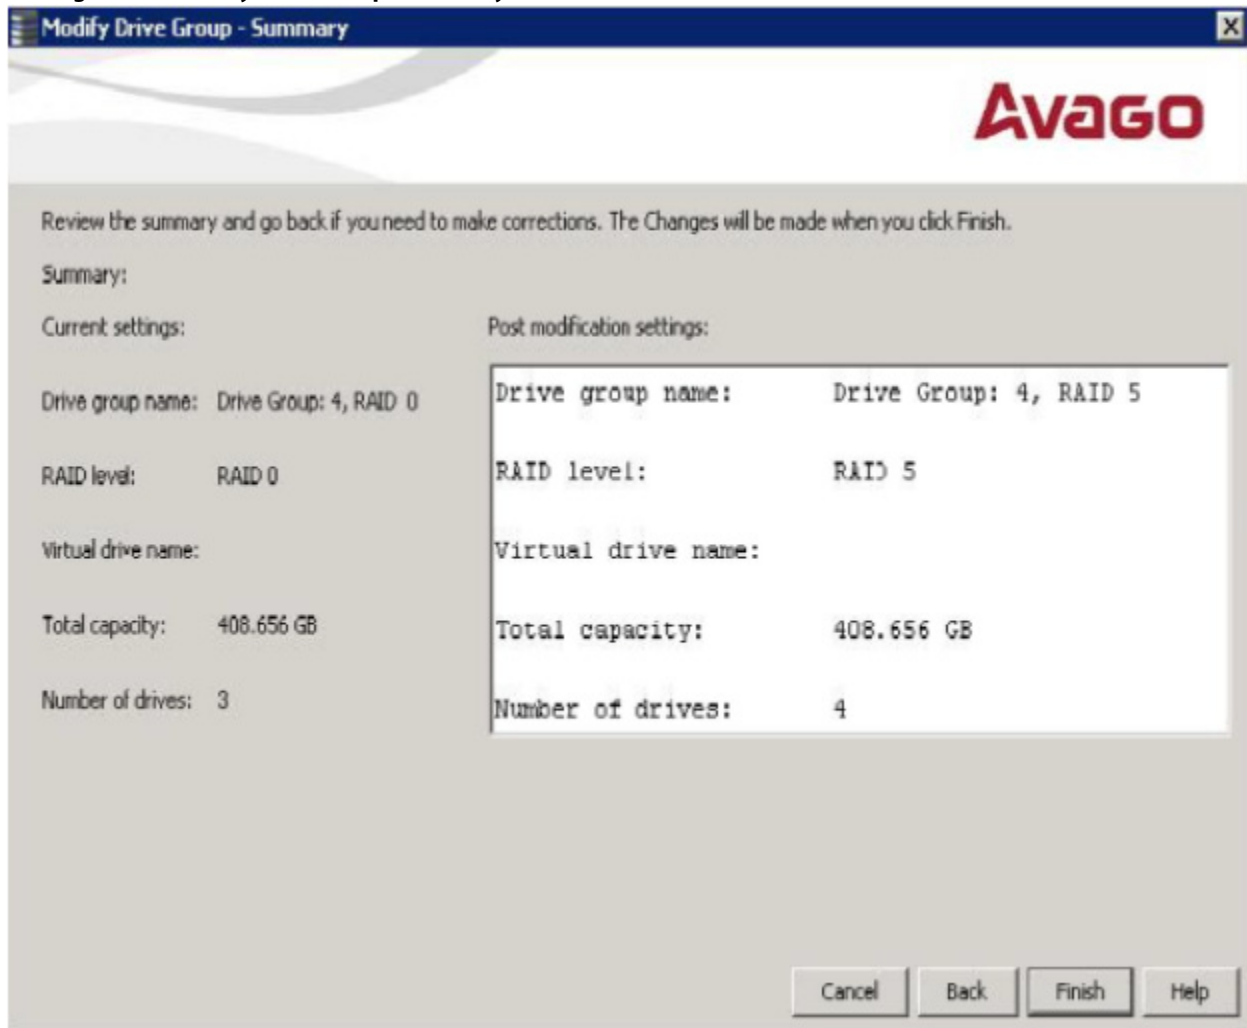 Modify Drive Group - Summary
AVAGO
Review the summary and go back if you need to make corrections. The Changes will be made when you click Finish.
Summary:
Current settings:
Post modification settings:
Drive group name: Drive Group: 4, RAID 0
RAID level: RAID 0
Virtual drive name:
Total capacity: 408.656 GB
Number of drives: 3
Drive group name: Drive Group: 4, RAID 5
RAID level: RAID 5
Virtual drive name:
Total capacity: 408.656 GB
Number of drives: 4
Cancel Back Finish Help